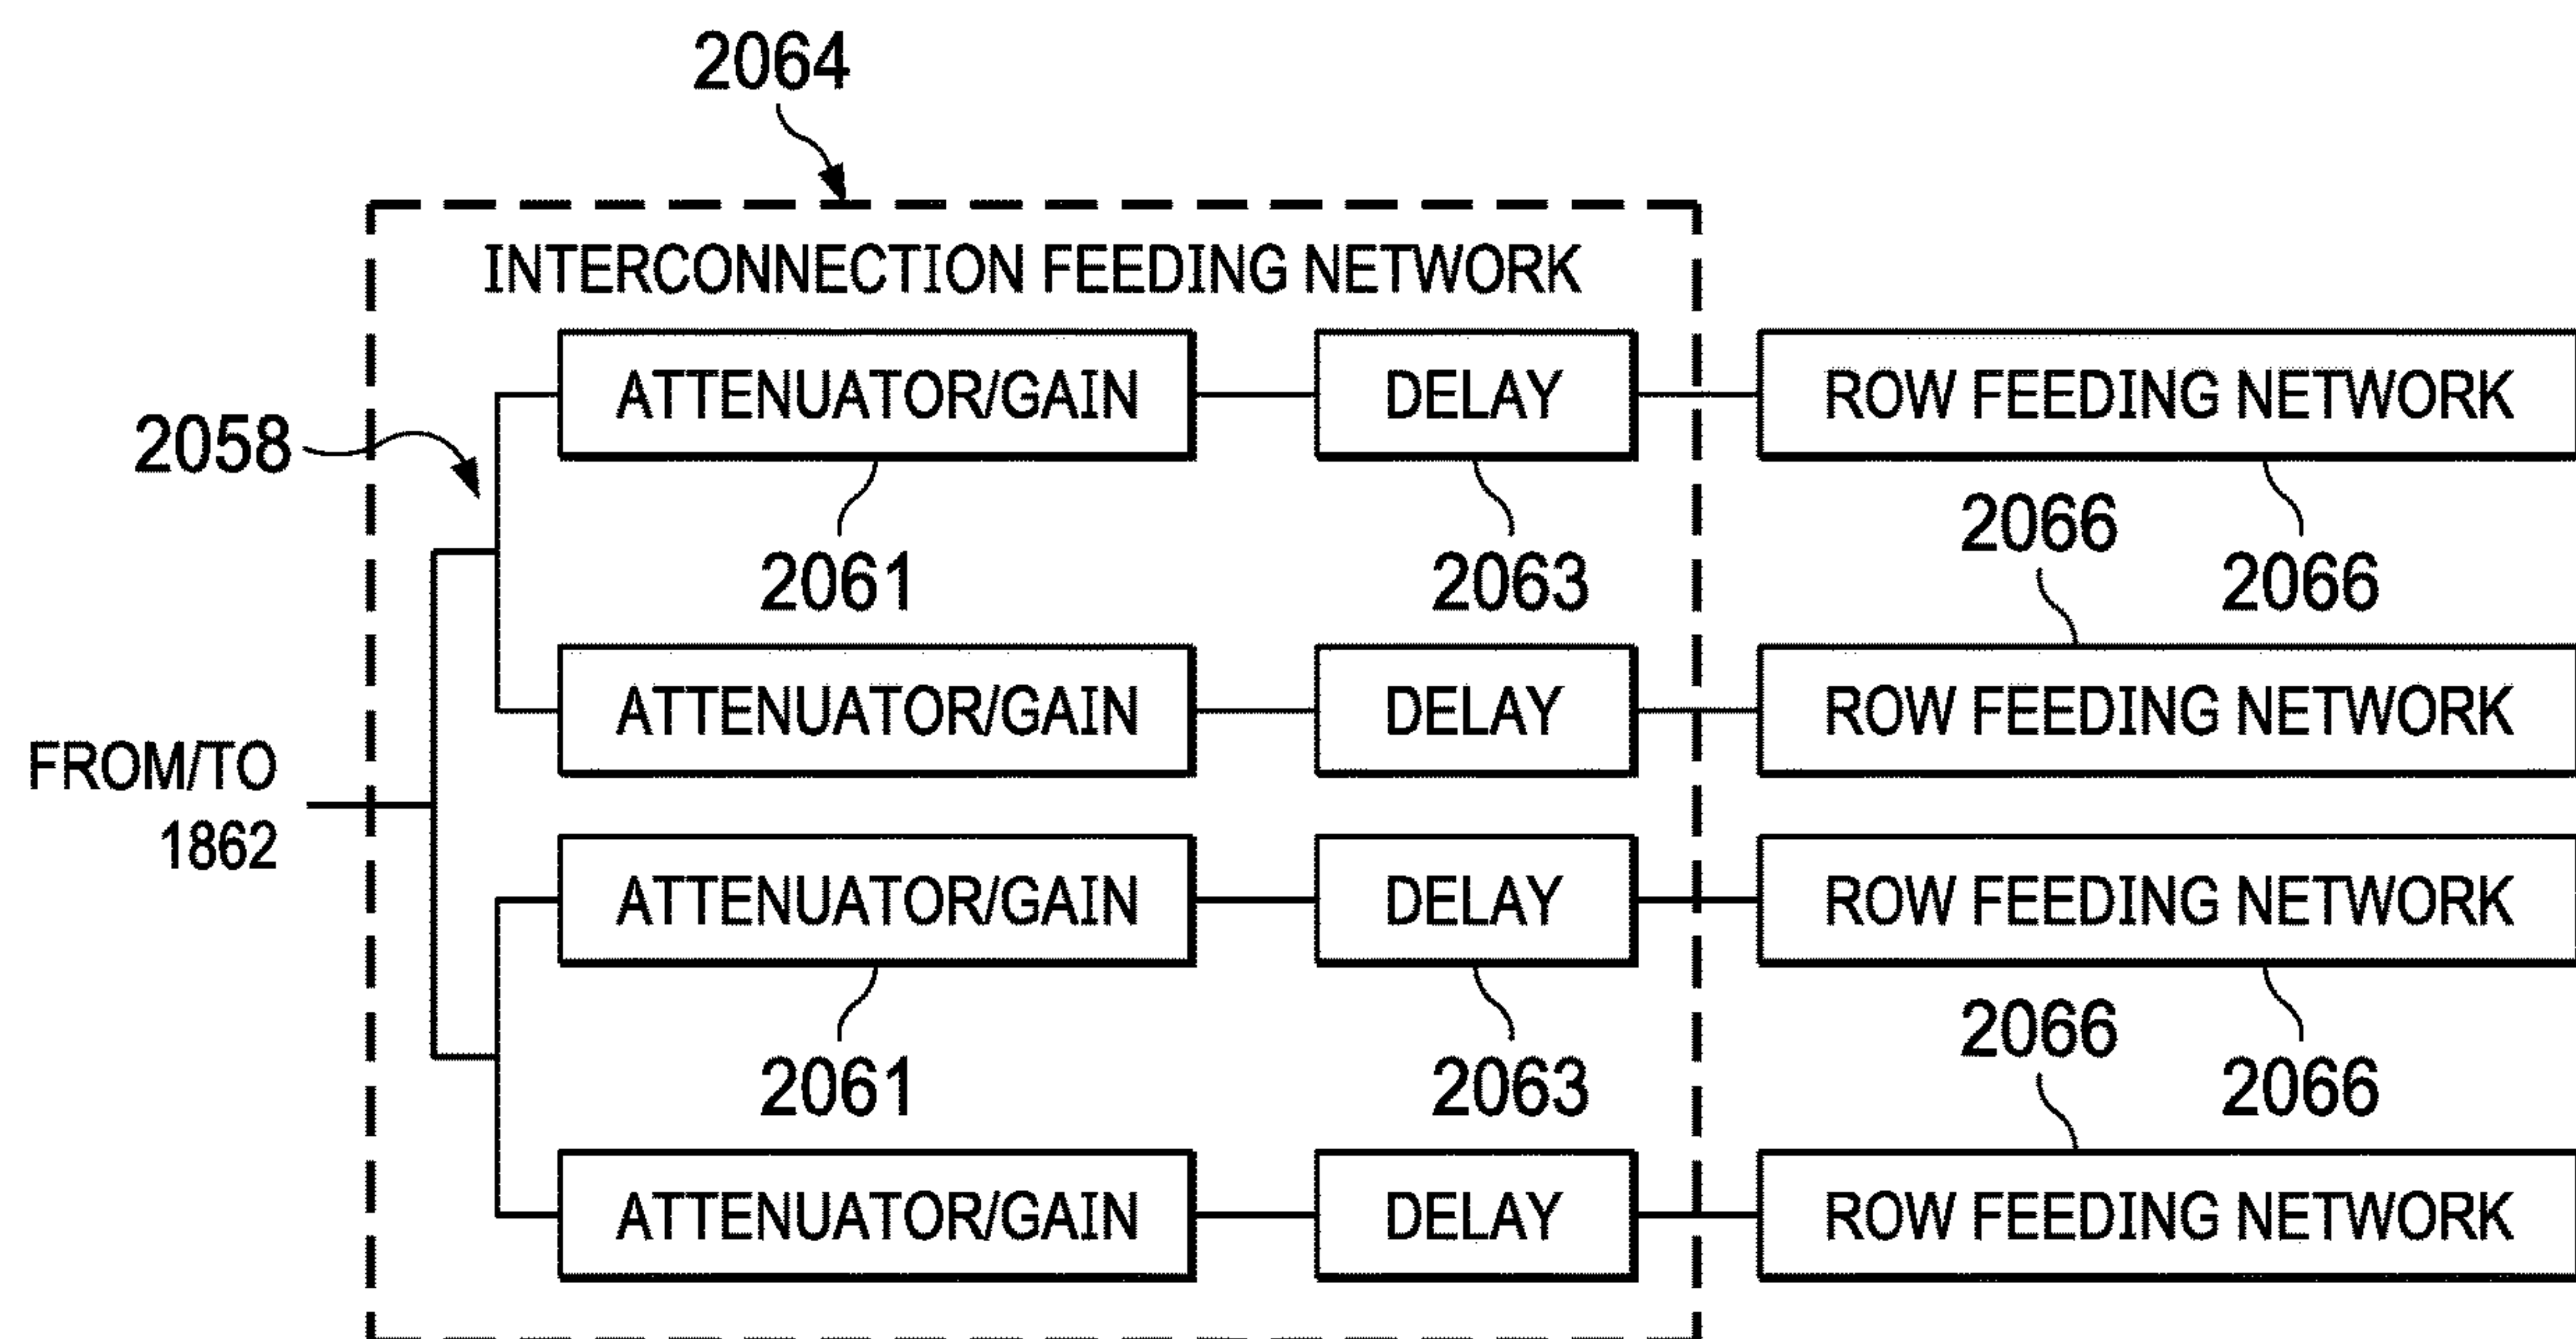 2064
INTERCONNECTION FEEDING NETWORK
ATTENUATOR/GAIN
DELAY
ROW FEEDING NETWORK
2058
2066
2061
2063
2066
ATTENUATOR/GAIN
DELAY
ROW FEEDING NETWORK
FROM/TO
1862
ATTENUATOR/GAIN
DELAY
ROW FEEDING NETWORK
2066
2061
2063
2066
ATTENUATOR/GAIN
DELAY
ROW FEEDING NETWORK